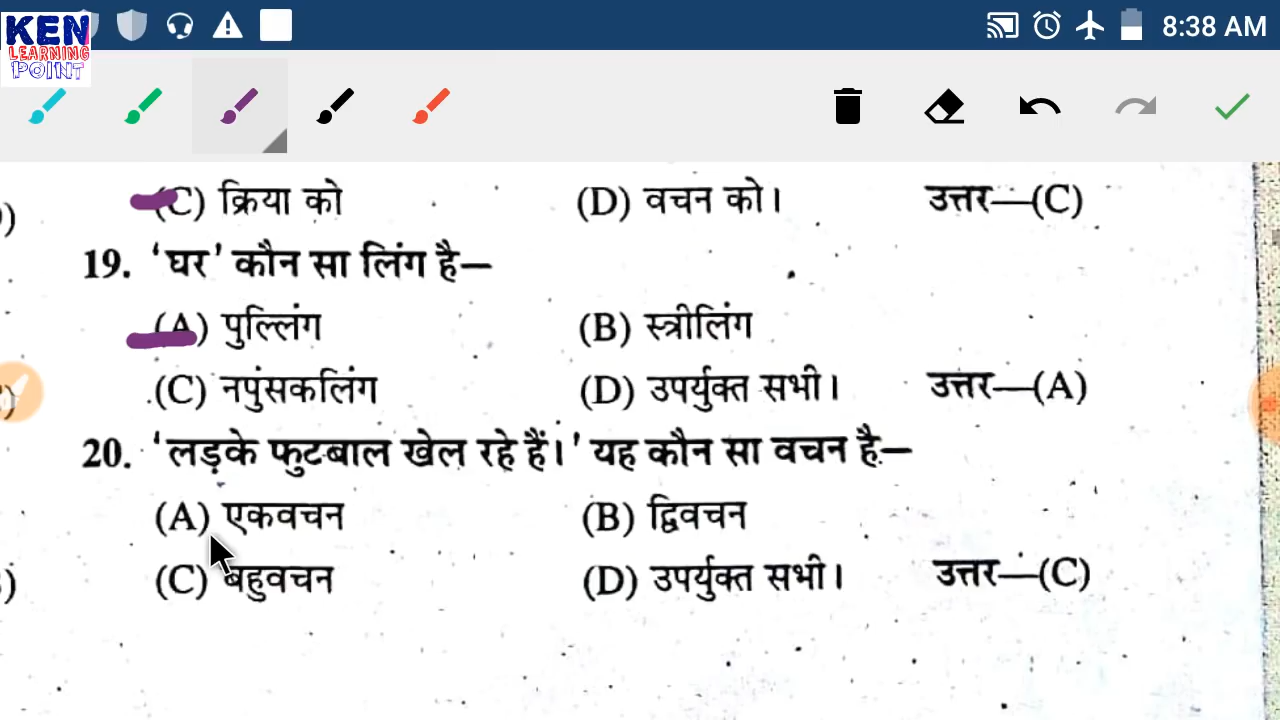 KEN
LEARNING
POINT
8:38 AM
(C) क्रिया को (D) वचन को। उत्तर—(C)
19. 'घर' कौन सा लिंग है—
(A) पुल्लिंग (B) स्त्रीलिंग
(C) नपुंसकलिंग (D) उपर्युक्त सभी। उत्तर—(A)
20. 'लड़के फुटबाल खेल रहे हैं।' यह कौन सा वचन है—
(A) एकवचन (B) द्विवचन
(C) बहुवचन (D) उपर्युक्त सभी। उत्तर—(C)